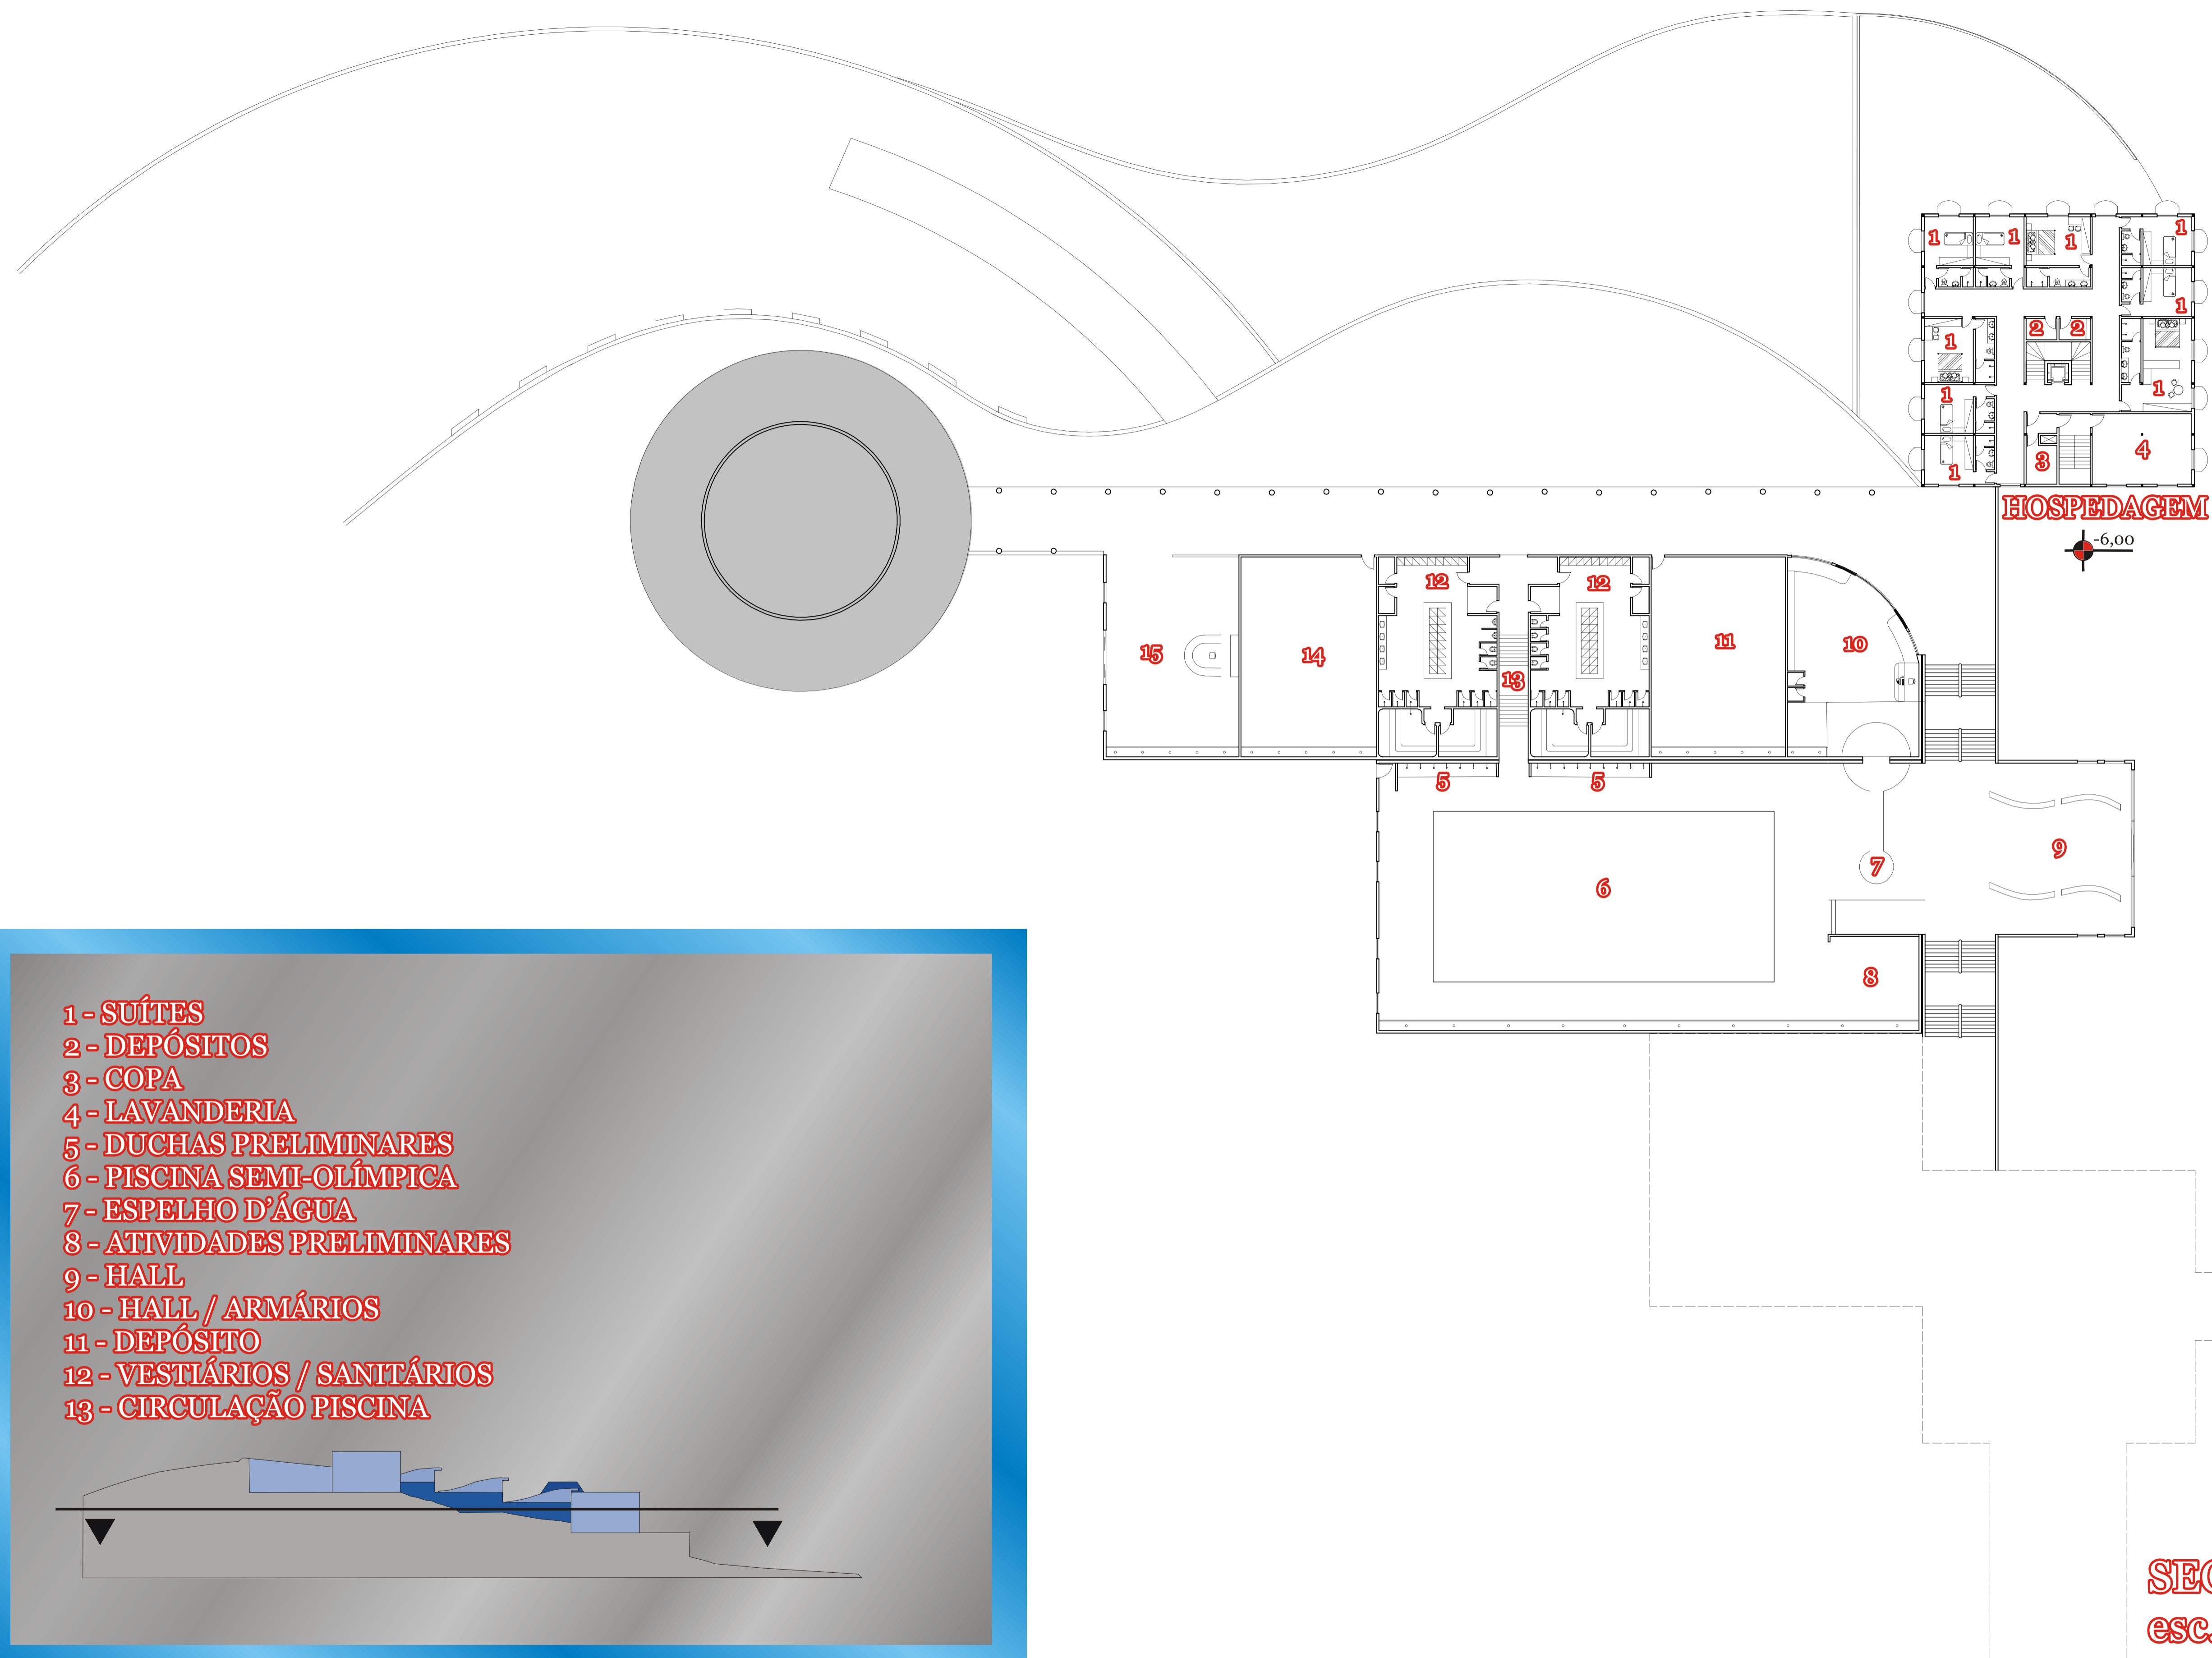 1 1 1 1
1
1 2 2
1 1
1 3 4
HOSPEDAGEM
-6,00
15 14 12 13 12 11 10
5 5
6 7 9
8
1 - SUÍTES
2 - DEPÓSITOS
3 - COPA
4 - LAVANDERIA
5 - DUCHAS PRELIMINARES
6 - PISCINA SEMI-OLÍMPICA
7 - ESPELHO D'ÁGUA
8 - ATIVIDADES PRELIMINARES
9 - HALL
10 - HALL / ARMÁRIOS
11 - DEPÓSITO
12 - VESTIÁRIOS / SANITÁRIOS
13 - CIRCULAÇÃO PISCINA
esc.